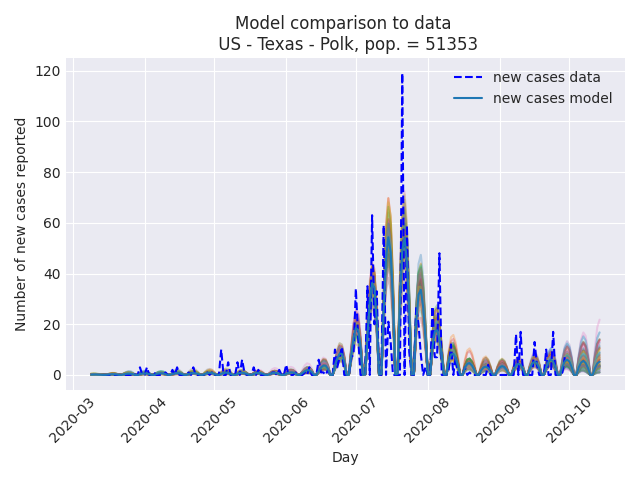 Model comparison to data
US - Texas - Polk, pop. = 51353
new cases data
new cases model
Number of new cases reported
120
100
80
60
40
20
0
2020-03
2020-04
2020-05
2020-06
2020-07
2020-08
2020-09
2020-10
Day